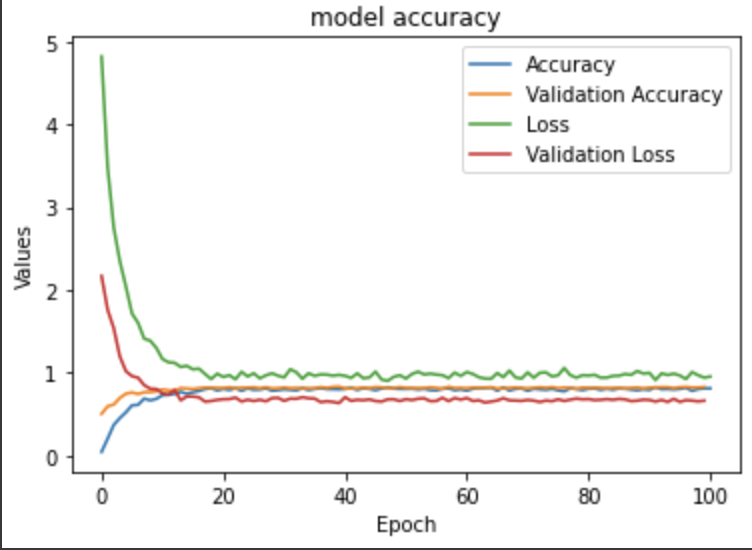 model accuracy
5
4
3
2
1
0
Values
Accuracy
Validation Accuracy
Loss
Validation Loss
0 20 40 60 80 100
Epoch